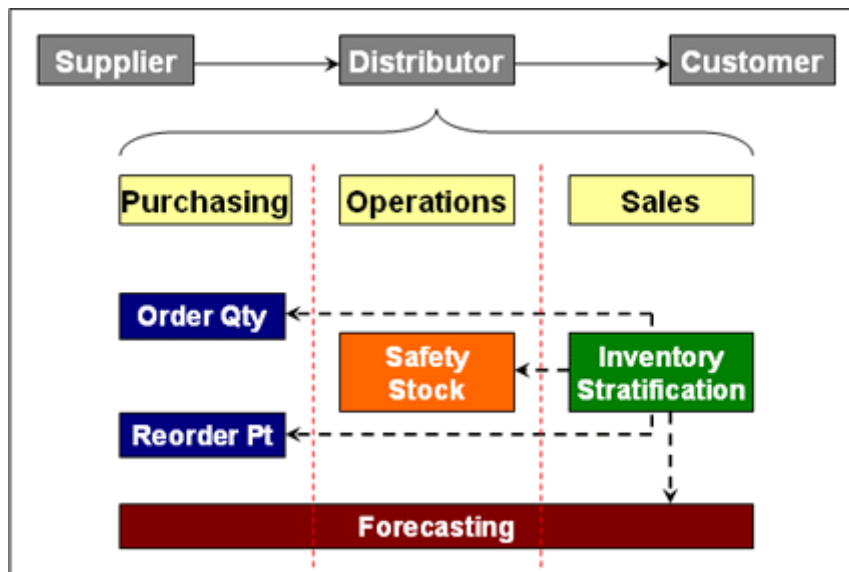 Supplier
Distributor
Customer
Purchasing
Operations
Sales
Order Qty
Safety
Stock
Inventory
Stratification
Reorder Pt
Forecasting